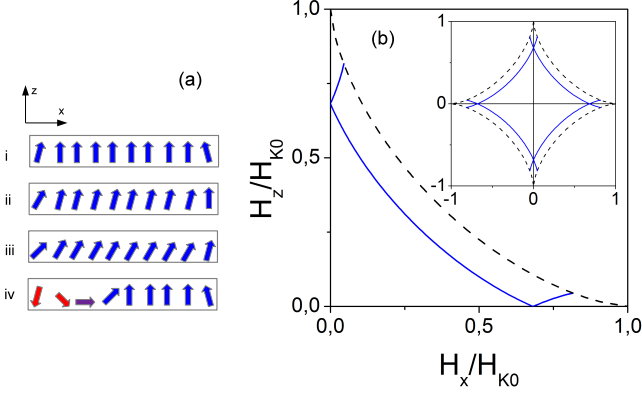 (a)
z
x
i
ii
iii
iv
(b)
H_z/H_K0
1,0
0,5
0,0
0,0 0,5 1,0
H_x/H_K0
1
0
-1
-1 0 1